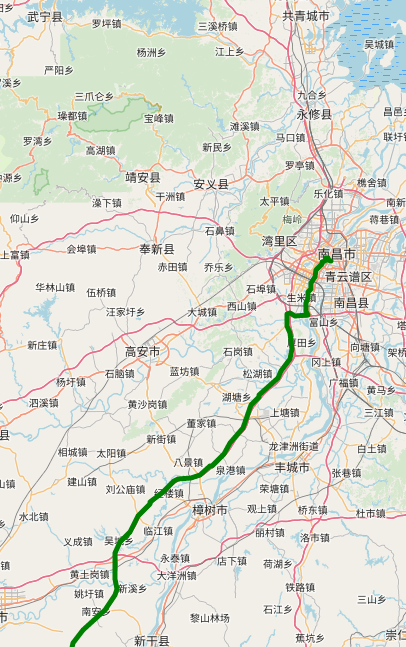 武宁县
罗坪镇
三溪桥镇
共青城市
杨洲乡
江上乡
吴城镇
严阳乡
三爪仑乡
九合乡
璪都镇
宝峰镇
永修县
滩溪镇
马口镇
罗湾乡
高湖镇
新民乡
联圩镇
罗亭镇
靖安县
安义县
乐化镇
樵舍镇
干洲镇
太平镇
澡下镇
梅岭
蒋巷镇
仰山乡
石鼻镇
湾里区
会埠镇
奉新县
南昌市
上富镇
赤田镇
乔乐乡
青云谱区
华林山镇
伍桥镇
石埠镇
生米镇
南昌县
汪家圩乡
大城镇
西山镇
富山乡
新庄镇
高安市
石岗镇
厚田乡
向塘镇
冈上镇
杨圩镇
石脑镇
蓝坊镇
松湖镇
广福镇
黄马乡
泗溪镇
黄沙岗镇
湖塘乡
上塘镇
三江镇
董家镇
新街镇
龙津洲街道
白土镇
相城镇
太阳镇
八景镇
泉港镇
丰城市
张巷镇
建山镇
刘公庙镇
荣塘镇
水北镇
樟树市
观上镇
桥东镇
杜市镇
义成镇
临江镇
丽村镇
洛市镇
永泰镇
店下镇
荷湖乡
黄土岗镇
大洋洲镇
姚圩镇
新溪乡
铁路镇
南安乡
三山乡
黎山林场
石江乡
新干县
蕉坑乡